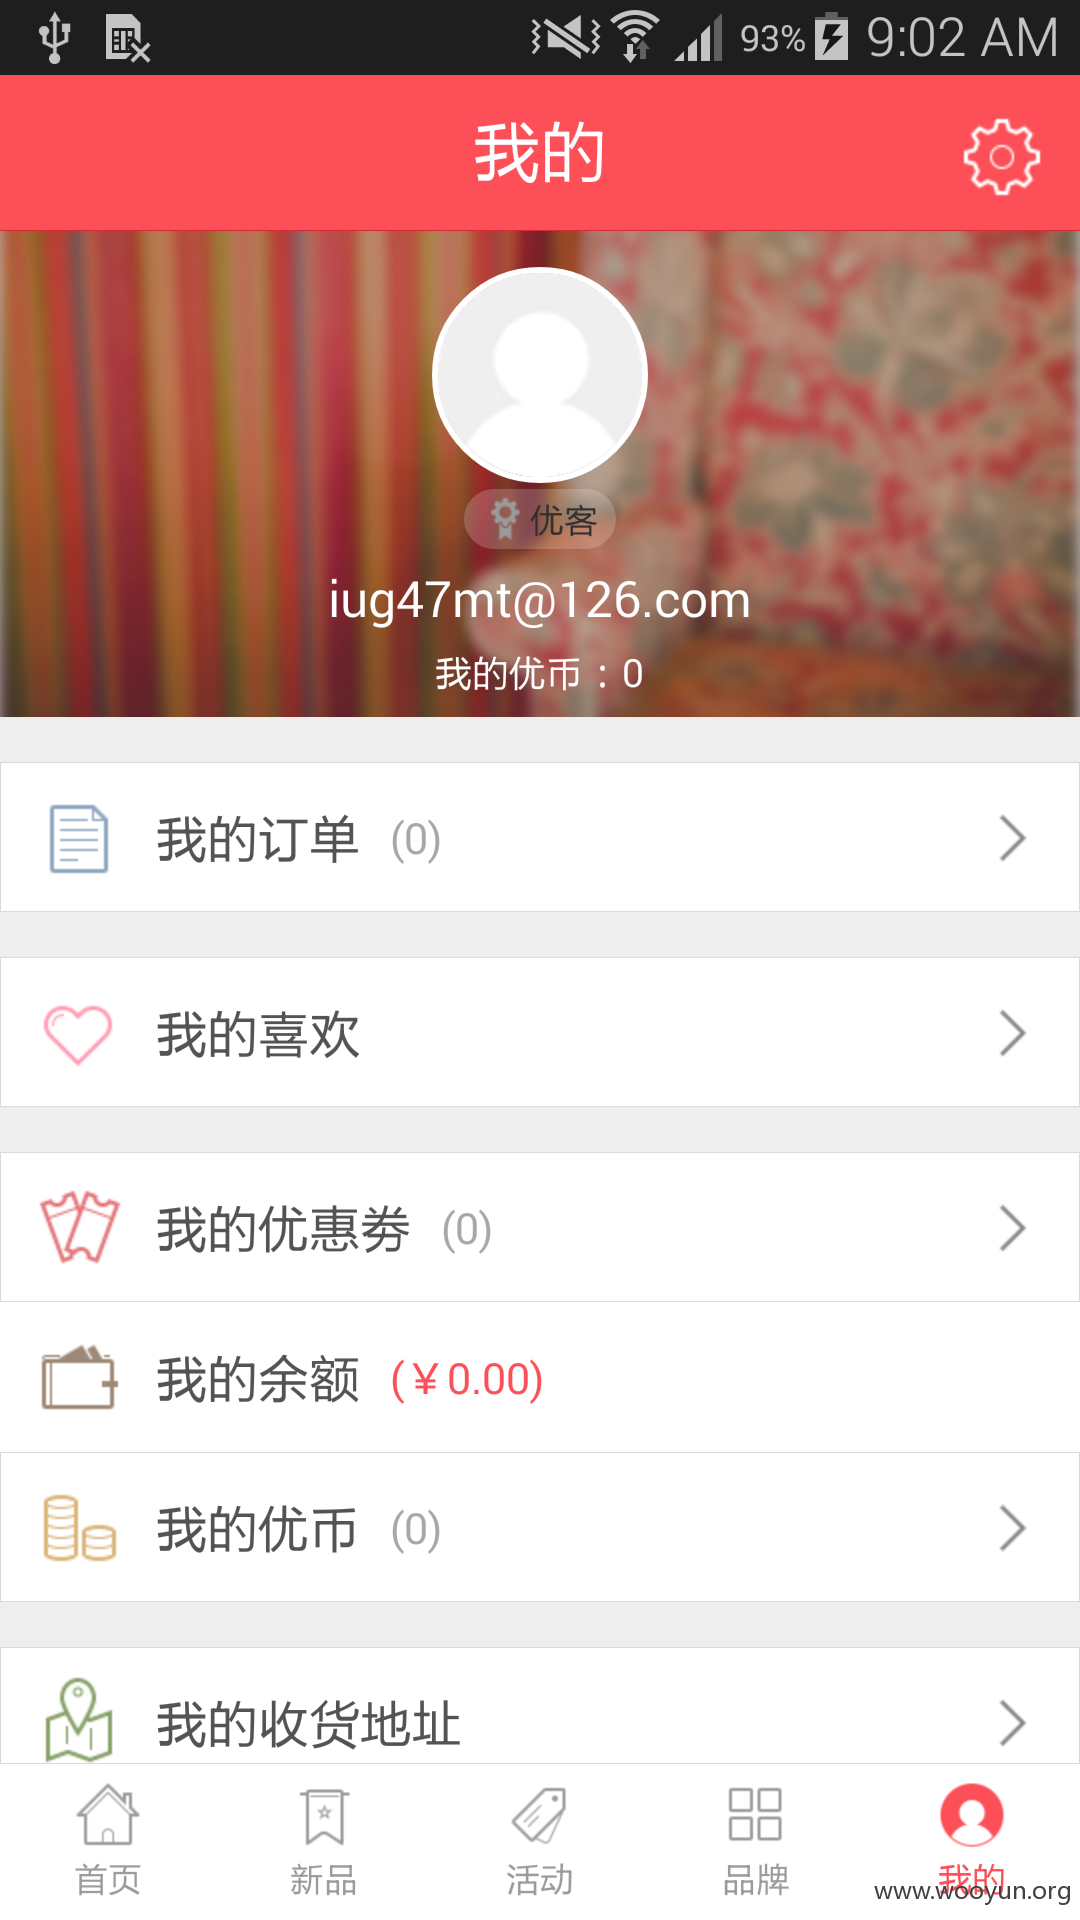 93% 9:02 AM
我的
优客
iug47mt@126.com
我的优币：0
我的订单 (0)
我的喜欢
我的优惠劵 (0)
我的余额 (￥0.00)
我的优币 (0)
我的收货地址
首页 新品 活动 品牌 我的
www.wooyun.org